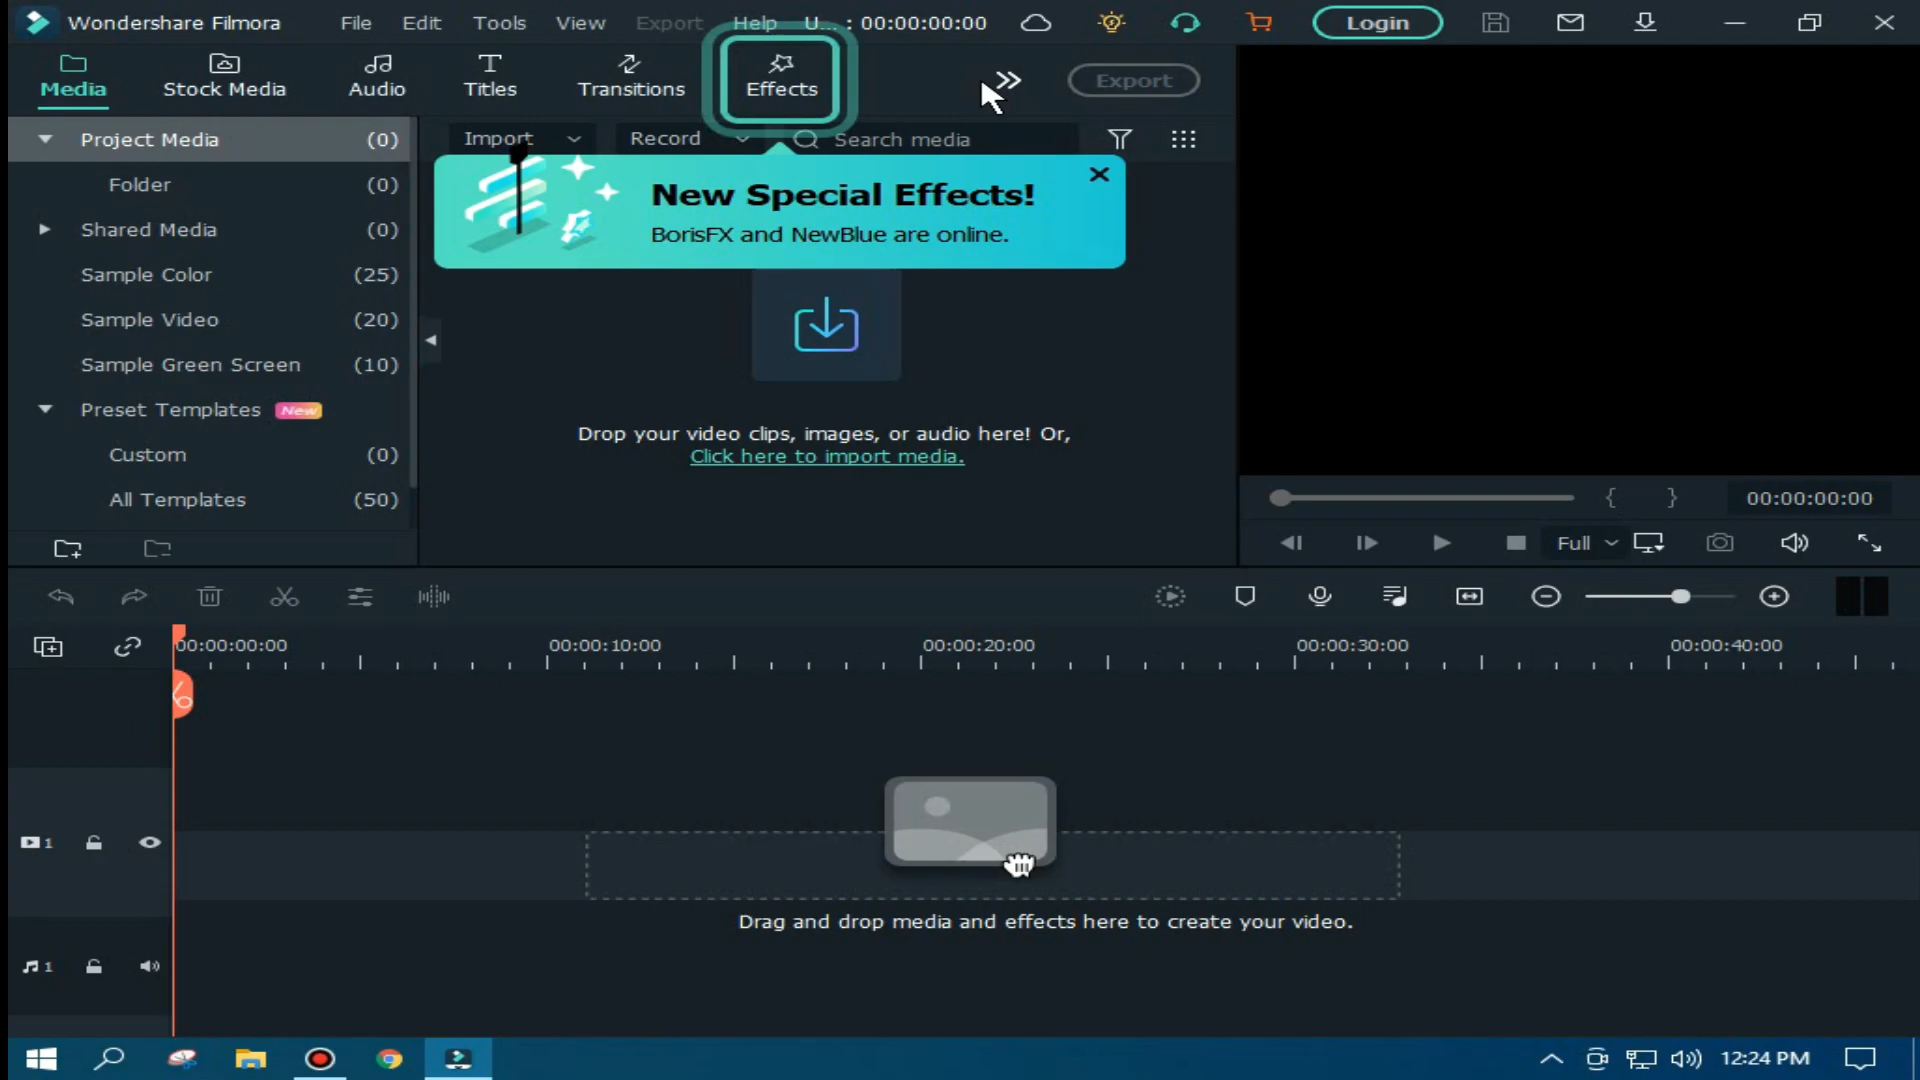 Wondershare Filmora File Edit Tools View Export Help U... : 00:00:00:00 Login
Media Stock Media Audio Titles Transitions Effects Export
Project Media (0) Import Record Search media
Folder (0)
Shared Media (0)
Sample Color (25)
Sample Video (20)
Sample Green Screen (10)
Preset Templates New
Custom (0)
All Templates (50)
New Special Effects!
BorisFX and NewBlue are online.
Drop your video clips, images, or audio here! Or,
Click here to import media.
{ } 00:00:00:00
Full
00:00:00:00 00:00:10:00 00:00:20:00 00:00:30:00 00:00:40:00
1
Drag and drop media and effects here to create your video.
1
12:24 PM